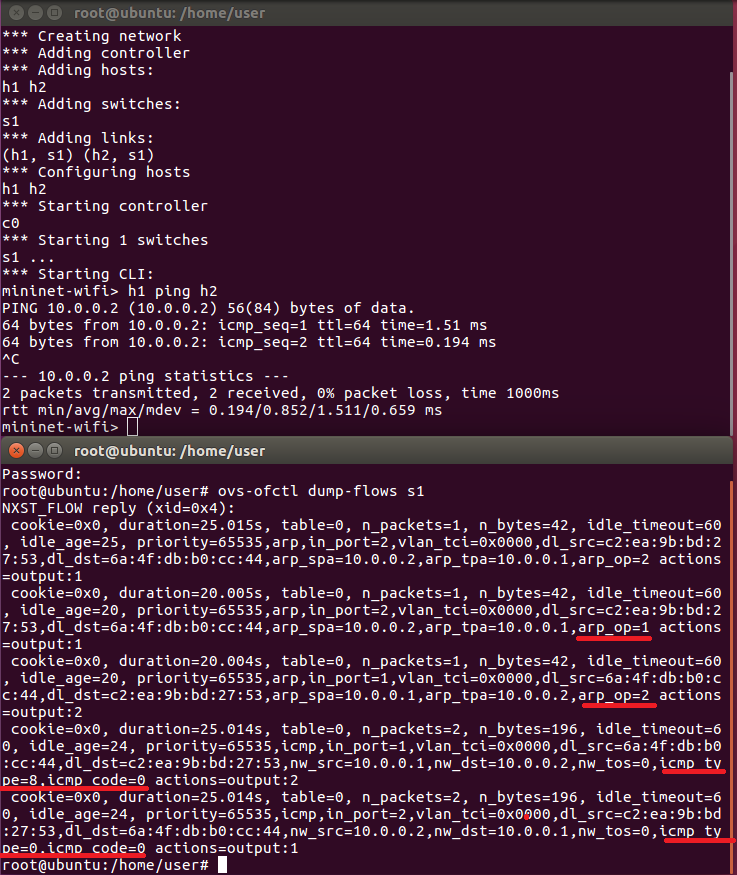 root@ubuntu: /home/user
*** Creating network
*** Adding controller
*** Adding hosts:
h1 h2
*** Adding switches:
s1
*** Adding links:
(h1, s1) (h2, s1)
*** Configuring hosts
h1 h2
*** Starting controller
c0
*** Starting 1 switches
s1 ...
*** Starting CLI:
mininet-wifi> h1 ping h2
PING 10.0.0.2 (10.0.0.2) 56(84) bytes of data.
64 bytes from 10.0.0.2: icmp_seq=1 ttl=64 time=1.51 ms
64 bytes from 10.0.0.2: icmp_seq=2 ttl=64 time=0.194 ms
^C
--- 10.0.0.2 ping statistics ---
2 packets transmitted, 2 received, 0% packet loss, time 1000ms
rtt min/avg/max/mdev = 0.194/0.852/1.511/0.659 ms
mininet-wifi>
root@ubuntu: /home/user
Password:
root@ubuntu:/home/user# ovs-ofctl dump-flows s1
NXST_FLOW reply (xid=0x4):
 cookie=0x0, duration=25.015s, table=0, n_packets=1, n_bytes=42, idle_timeout=60
, idle_age=25, priority=65535,arp,in_port=2,vlan_tci=0x0000,dl_src=c2:ea:9b:bd:2
7:53,dl_dst=6a:4f:db:b0:cc:44,arp_spa=10.0.0.2,arp_tpa=10.0.0.1,arp_op=2 actions
=output:1
 cookie=0x0, duration=20.005s, table=0, n_packets=1, n_bytes=42, idle_timeout=60
, idle_age=20, priority=65535,arp,in_port=2,vlan_tci=0x0000,dl_src=c2:ea:9b:bd:2
7:53,dl_dst=6a:4f:db:b0:cc:44,arp_spa=10.0.0.2,arp_tpa=10.0.0.1,arp_op=1 actions
=output:1
 cookie=0x0, duration=20.004s, table=0, n_packets=1, n_bytes=42, idle_timeout=60
, idle_age=20, priority=65535,arp,in_port=1,vlan_tci=0x0000,dl_src=6a:4f:db:b0:c
c:44,dl_dst=c2:ea:9b:bd:27:53,arp_spa=10.0.0.1,arp_tpa=10.0.0.2,arp_op=2 actions
=output:2
 cookie=0x0, duration=25.014s, table=0, n_packets=2, n_bytes=196, idle_timeout=6
0, idle_age=24, priority=65535,icmp,in_port=1,vlan_tci=0x0000,dl_src=6a:4f:db:b0
:cc:44,dl_dst=c2:ea:9b:bd:27:53,nw_src=10.0.0.1,nw_dst=10.0.0.2,nw_tos=0,icmp_ty
pe=8,icmp_code=0 actions=output:2
 cookie=0x0, duration=25.014s, table=0, n_packets=2, n_bytes=196, idle_timeout=6
0, idle_age=24, priority=65535,icmp,in_port=2,vlan_tci=0x0000,dl_src=c2:ea:9b:bd
:27:53,dl_dst=6a:4f:db:b0:cc:44,nw_src=10.0.0.2,nw_dst=10.0.0.1,nw_tos=0,icmp_ty
pe=0,icmp_code=0 actions=output:1
root@ubuntu:/home/user#